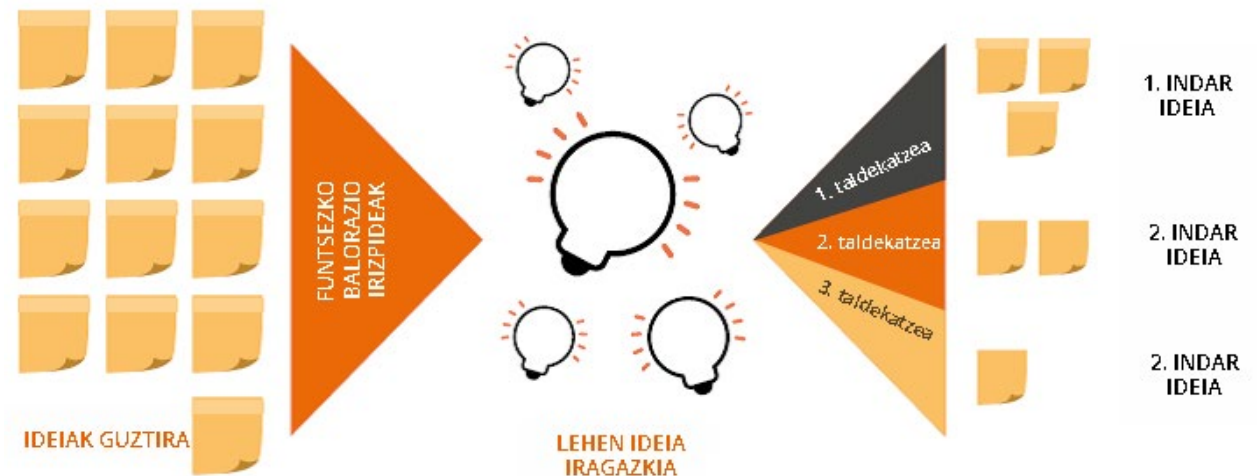 IDEIAK GUZTIRA
FUNTSEZKO
BALORAZIO
IRIZPIDEAK
LEHEN IDEIA
IRAGAZKIA
1. taldekatzea
2. taldekatzea
3. taldekatzea
1. INDAR
IDEIA
2. INDAR
IDEIA
2. INDAR
IDEIA